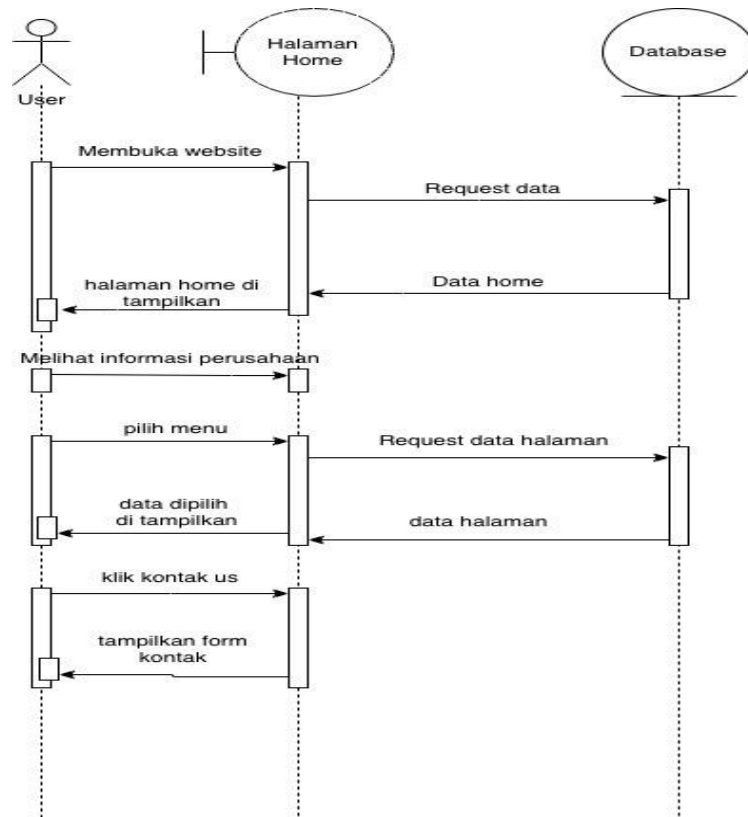 Halaman
Home
Database
User
Membuka website
Request data
Data home
halaman home di
tampilkan
Melihat informasi perusahaan
pilih menu
Request data halaman
data dipilih
di tampilkan
data halaman
klik kontak us
tampilkan form
kontak